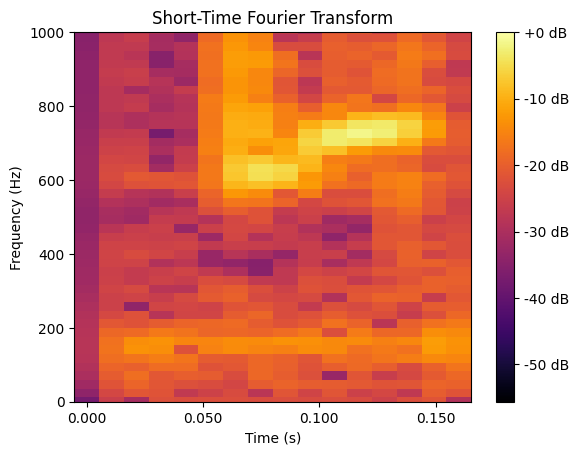 Short-Time Fourier Transform
1000
800
600
400
200
0
Frequency (Hz)
0.000
0.050
0.100
0.150
Time (s)
+0 dB
-10 dB
-20 dB
-30 dB
-40 dB
-50 dB